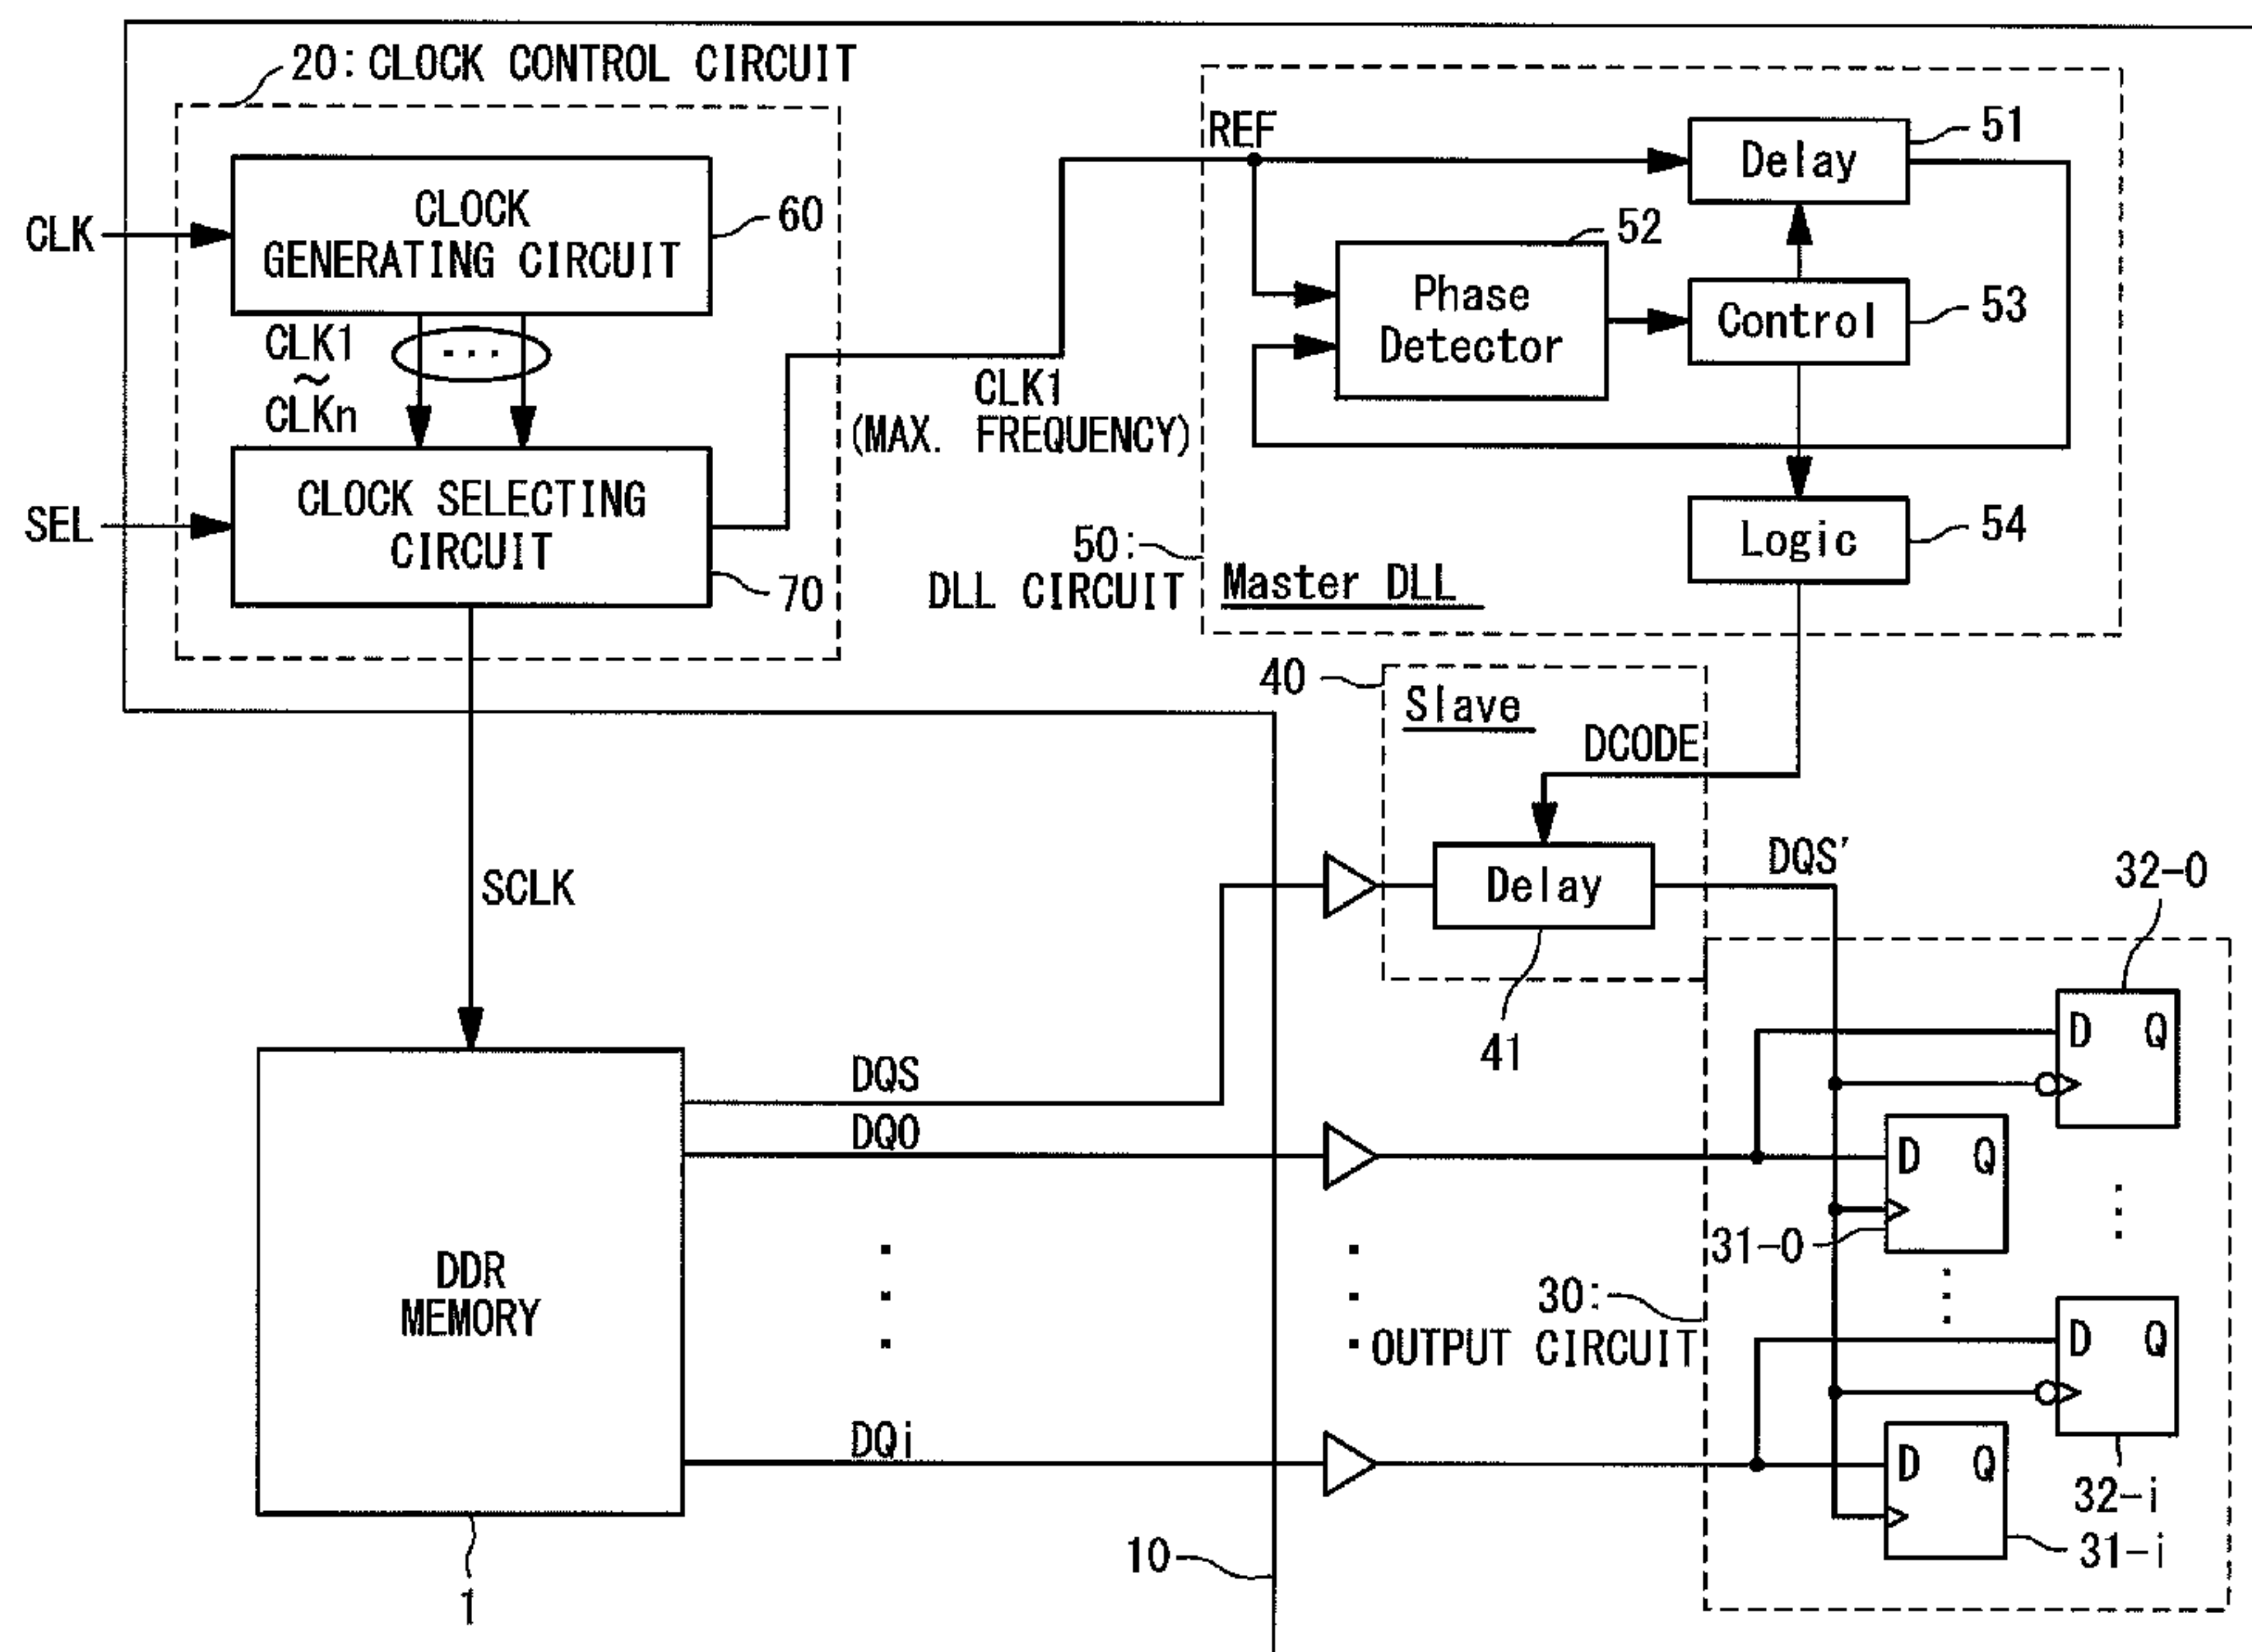 20: CLOCK CONTROL CIRCUIT
CLK
CLOCK
GENERATING CIRCUIT
60
CLK1
~
CLKn
...
SEL
CLOCK SELECTING
CIRCUIT
70
CLK1
(MAX. FREQUENCY)
REF
Delay
51
52
Phase
Detector
Control
53
Logic
54
50:
DLL CIRCUIT
Master DLL
40
Slave
DCODE
SCLK
Delay
41
DQS'
32-0
D Q
DQS
DQ0
D Q
31-0
DDR
MEMORY
30:
OUTPUT CIRCUIT
D Q
32-i
DQi
D Q
31-i
10
1